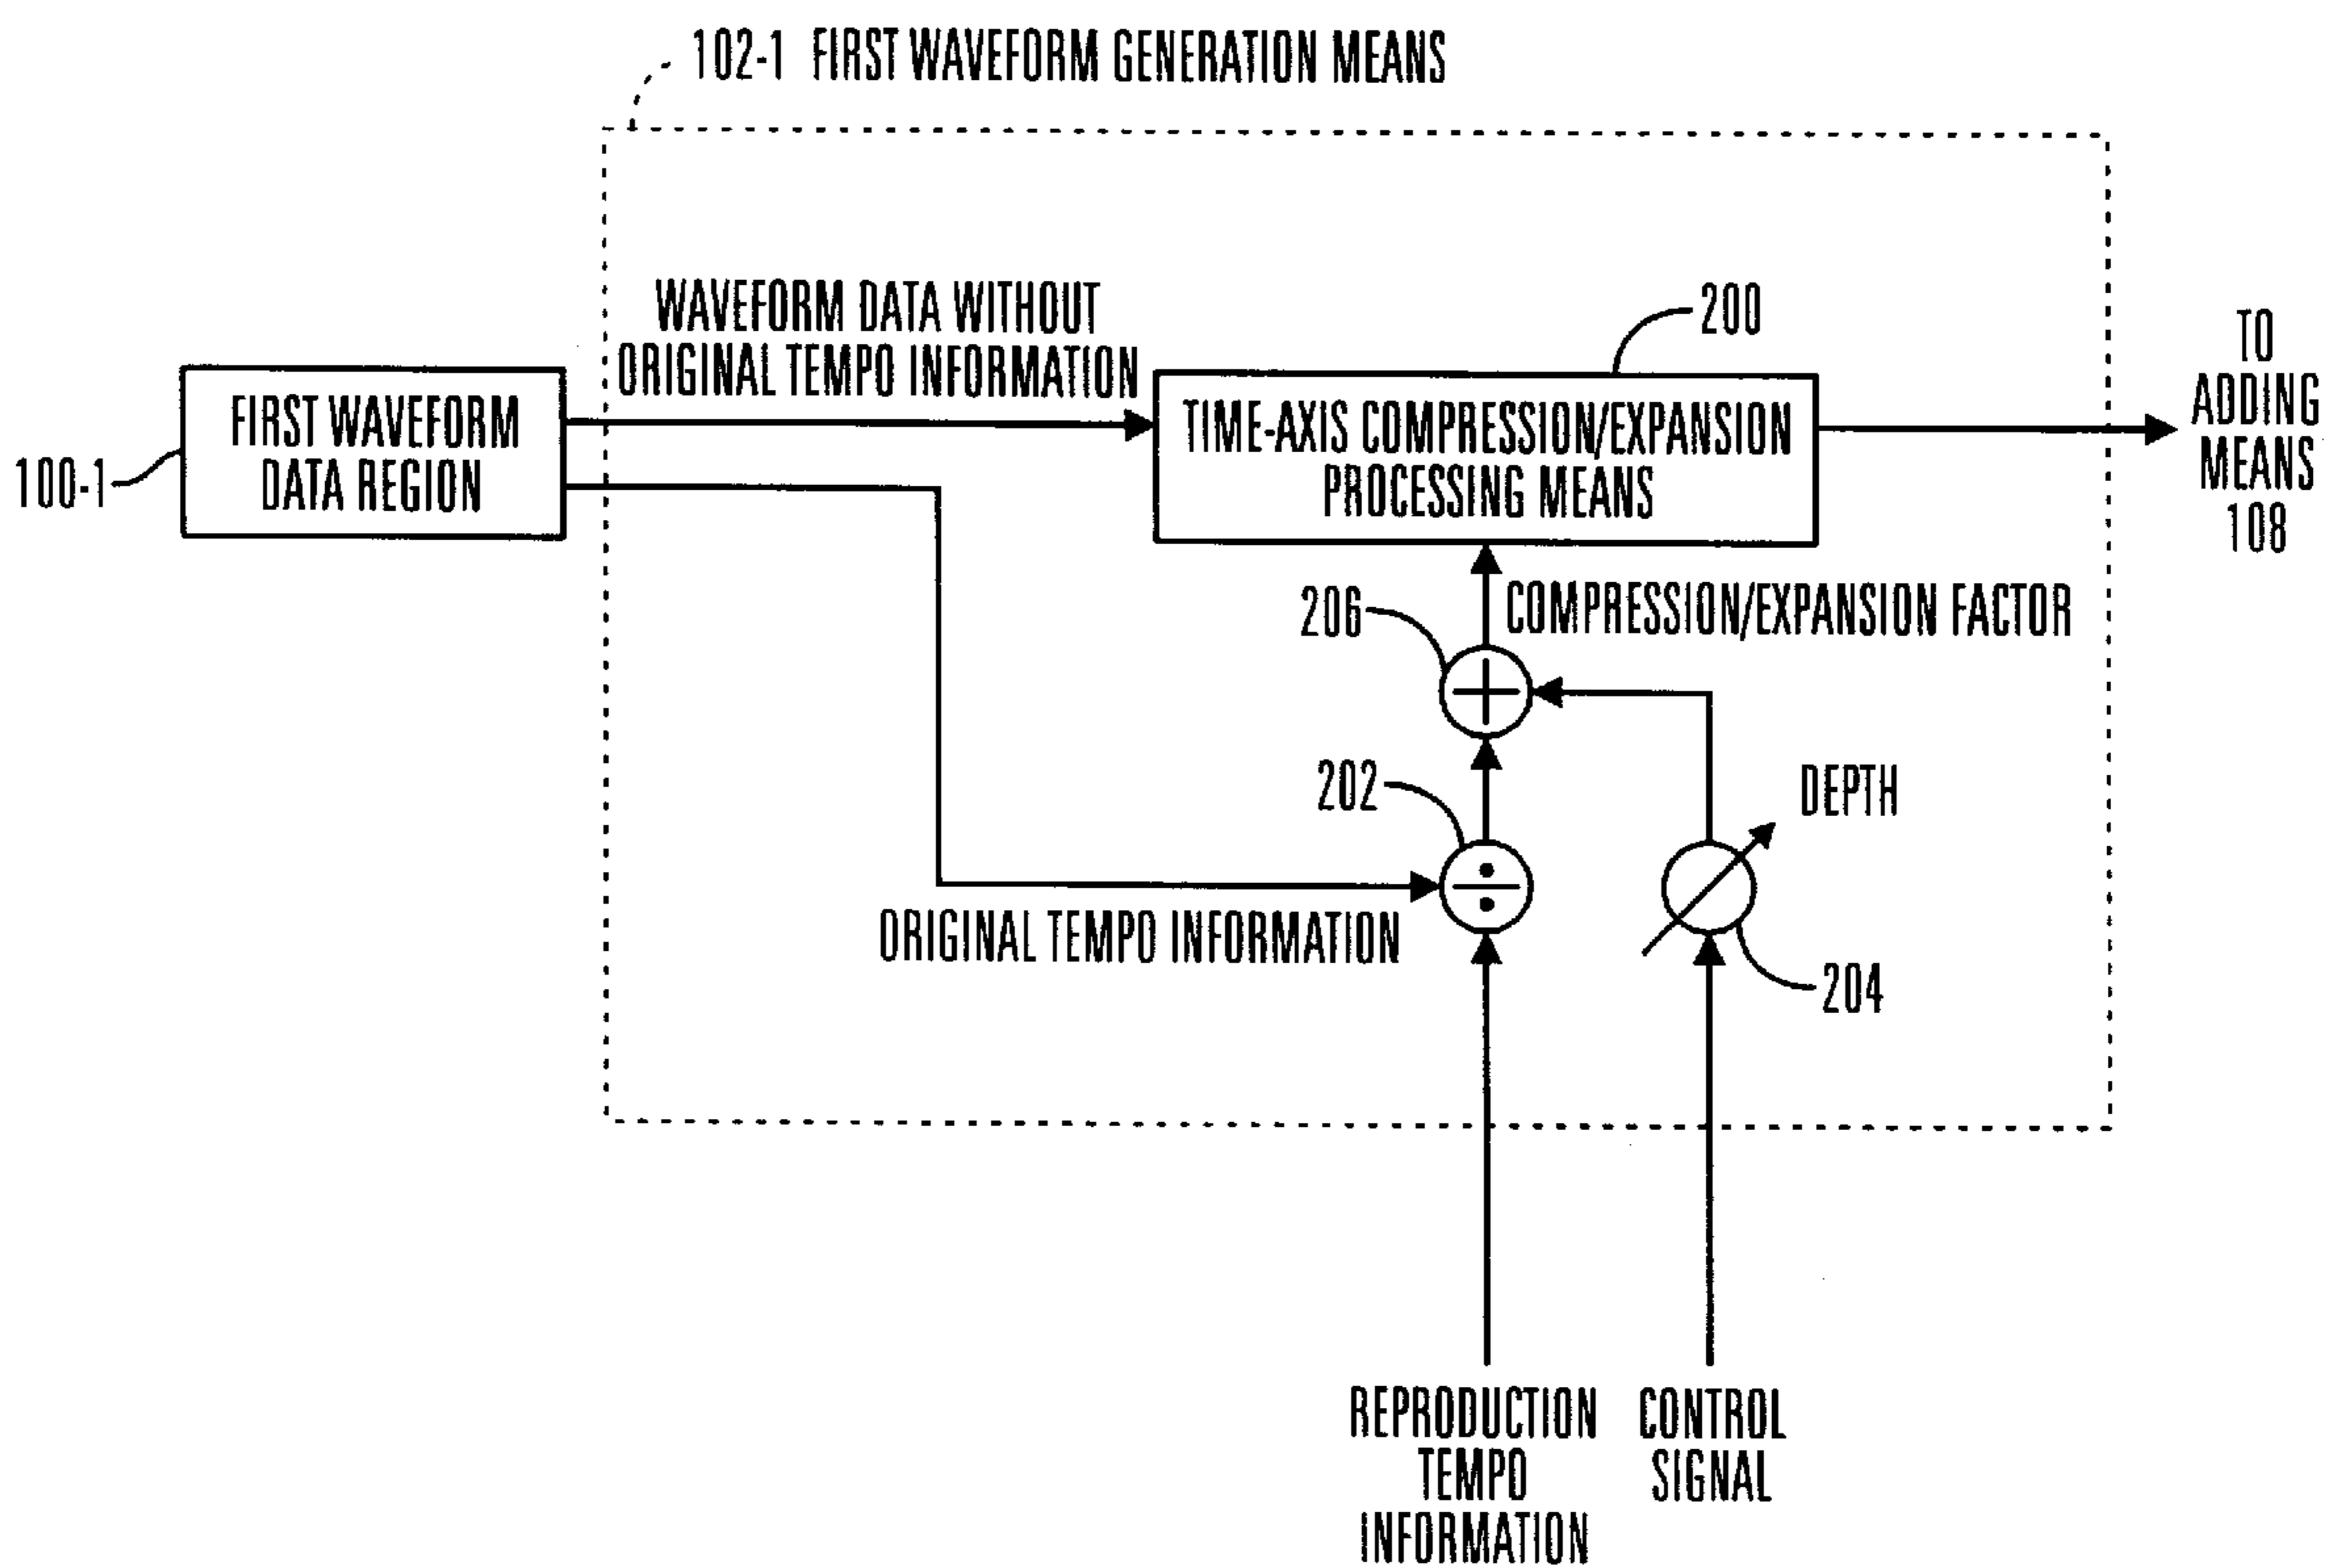 102-1 FIRST WAVEFORM GENERATION MEANS
WAVEFORM DATA WITHOUT
ORIGINAL TEMPO INFORMATION
200
FIRST WAVEFORM
DATA REGION
100-1
TIME-AXIS COMPRESSION/EXPANSION
PROCESSING MEANS
TO
ADDING
MEANS
108
206
COMPRESSION/EXPANSION FACTOR
202
DEPTH
ORIGINAL TEMPO INFORMATION
204
REPRODUCTION
TEMPO
INFORMATION
CONTROL
SIGNAL